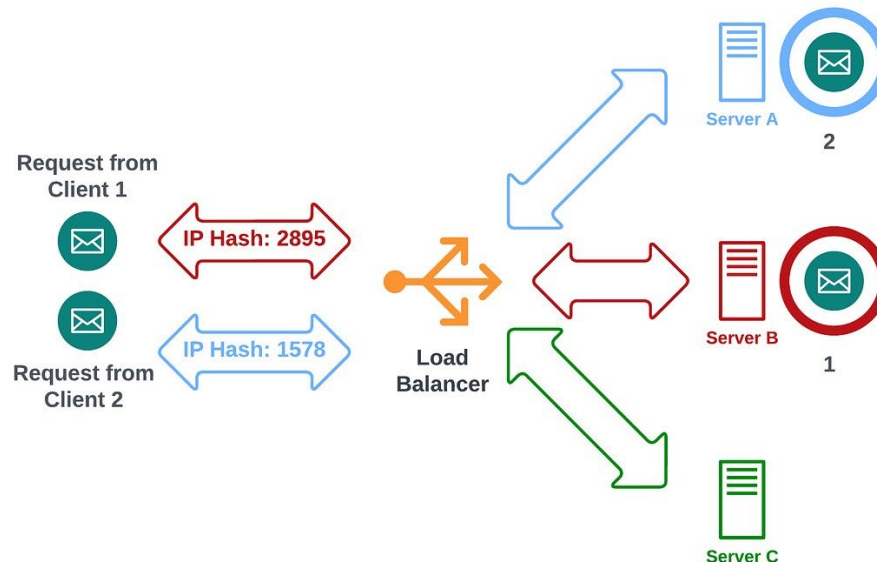 Request from
Client 1
IP Hash: 2895
IP Hash: 1578
Request from
Client 2
Load
Balancer
Server A
2
Server B
1
Server C